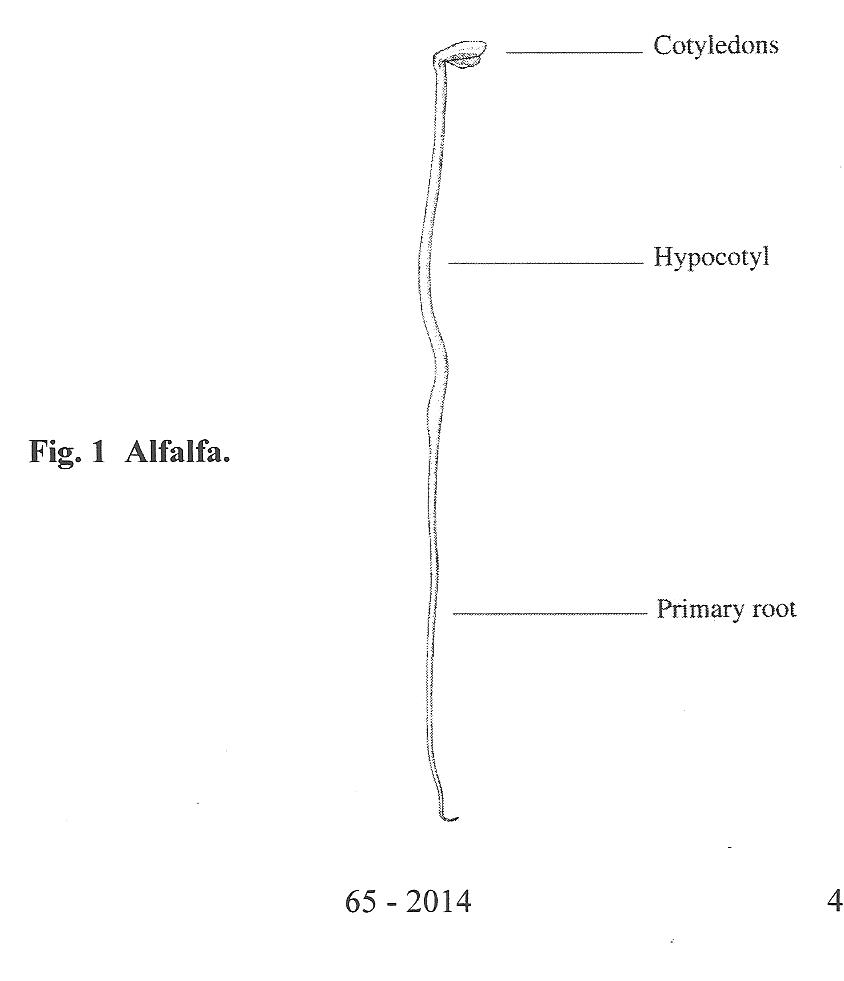 Cotyledons
Hypocotyl
Fig. 1 Alfalfa.
Primary root
65 - 2014
4